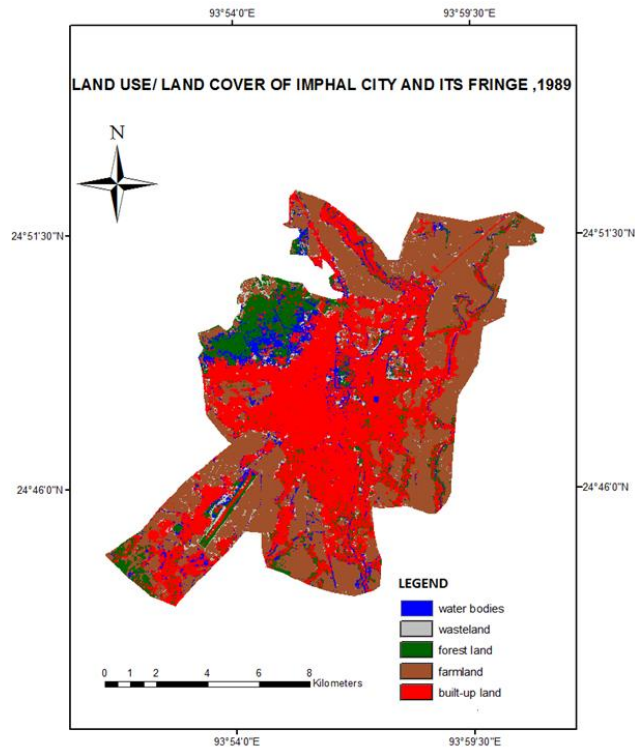 93°54'0"E 93°59'30"E
LAND USE/ LAND COVER OF IMPHAL CITY AND ITS FRINGE ,1989
N
24°51'30"N 24°51'30"N
24°46'0"N 24°46'0"N
LEGEND
water bodies
wasteland
forest land
farmland
built-up land
0 1 2 4 6 8
Kilometers
93°54'0"E 93°59'30"E